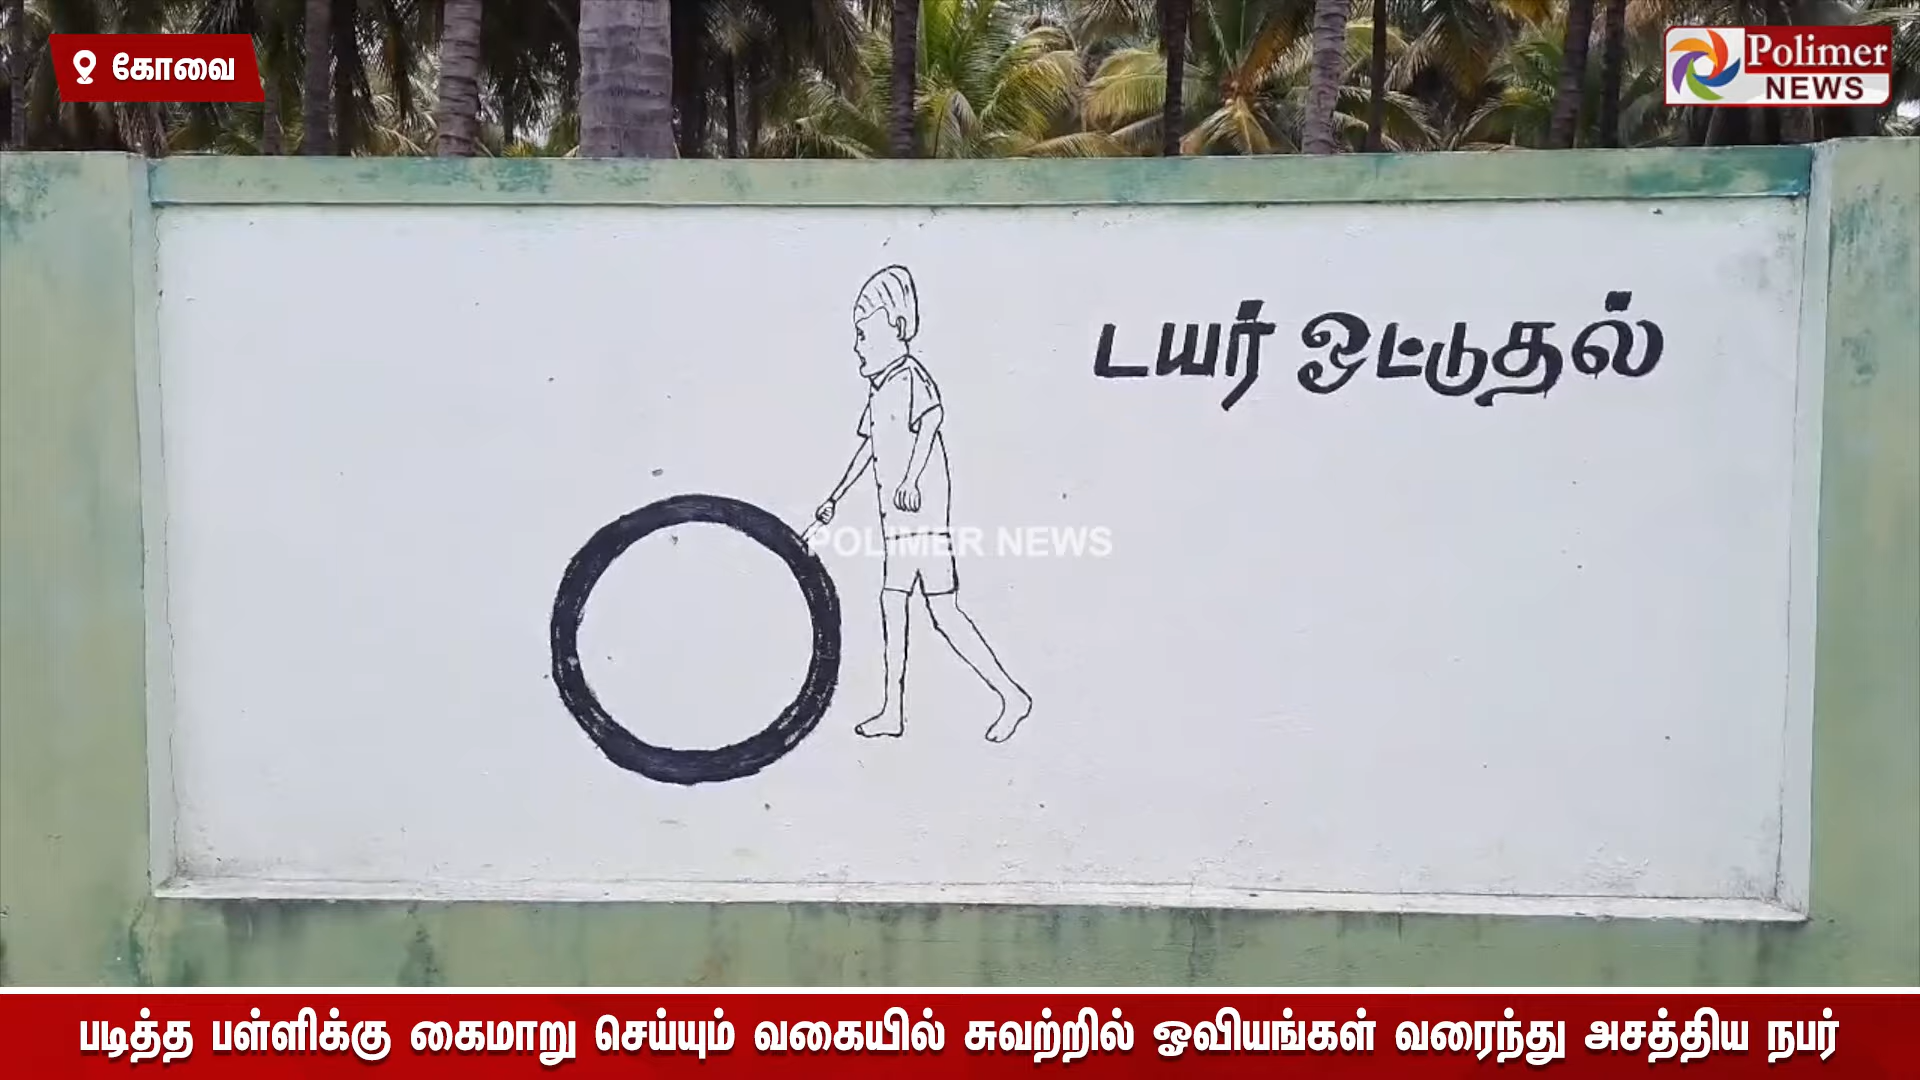 கோவை
Polimer
NEWS
டயர் ஓட்டுதல்
POLIMER NEWS
படித்த பள்ளிக்கு கைமாறு செய்யும் வகையில் சுவற்றில் ஓவியங்கள் வரைந்து அசத்திய நபர்